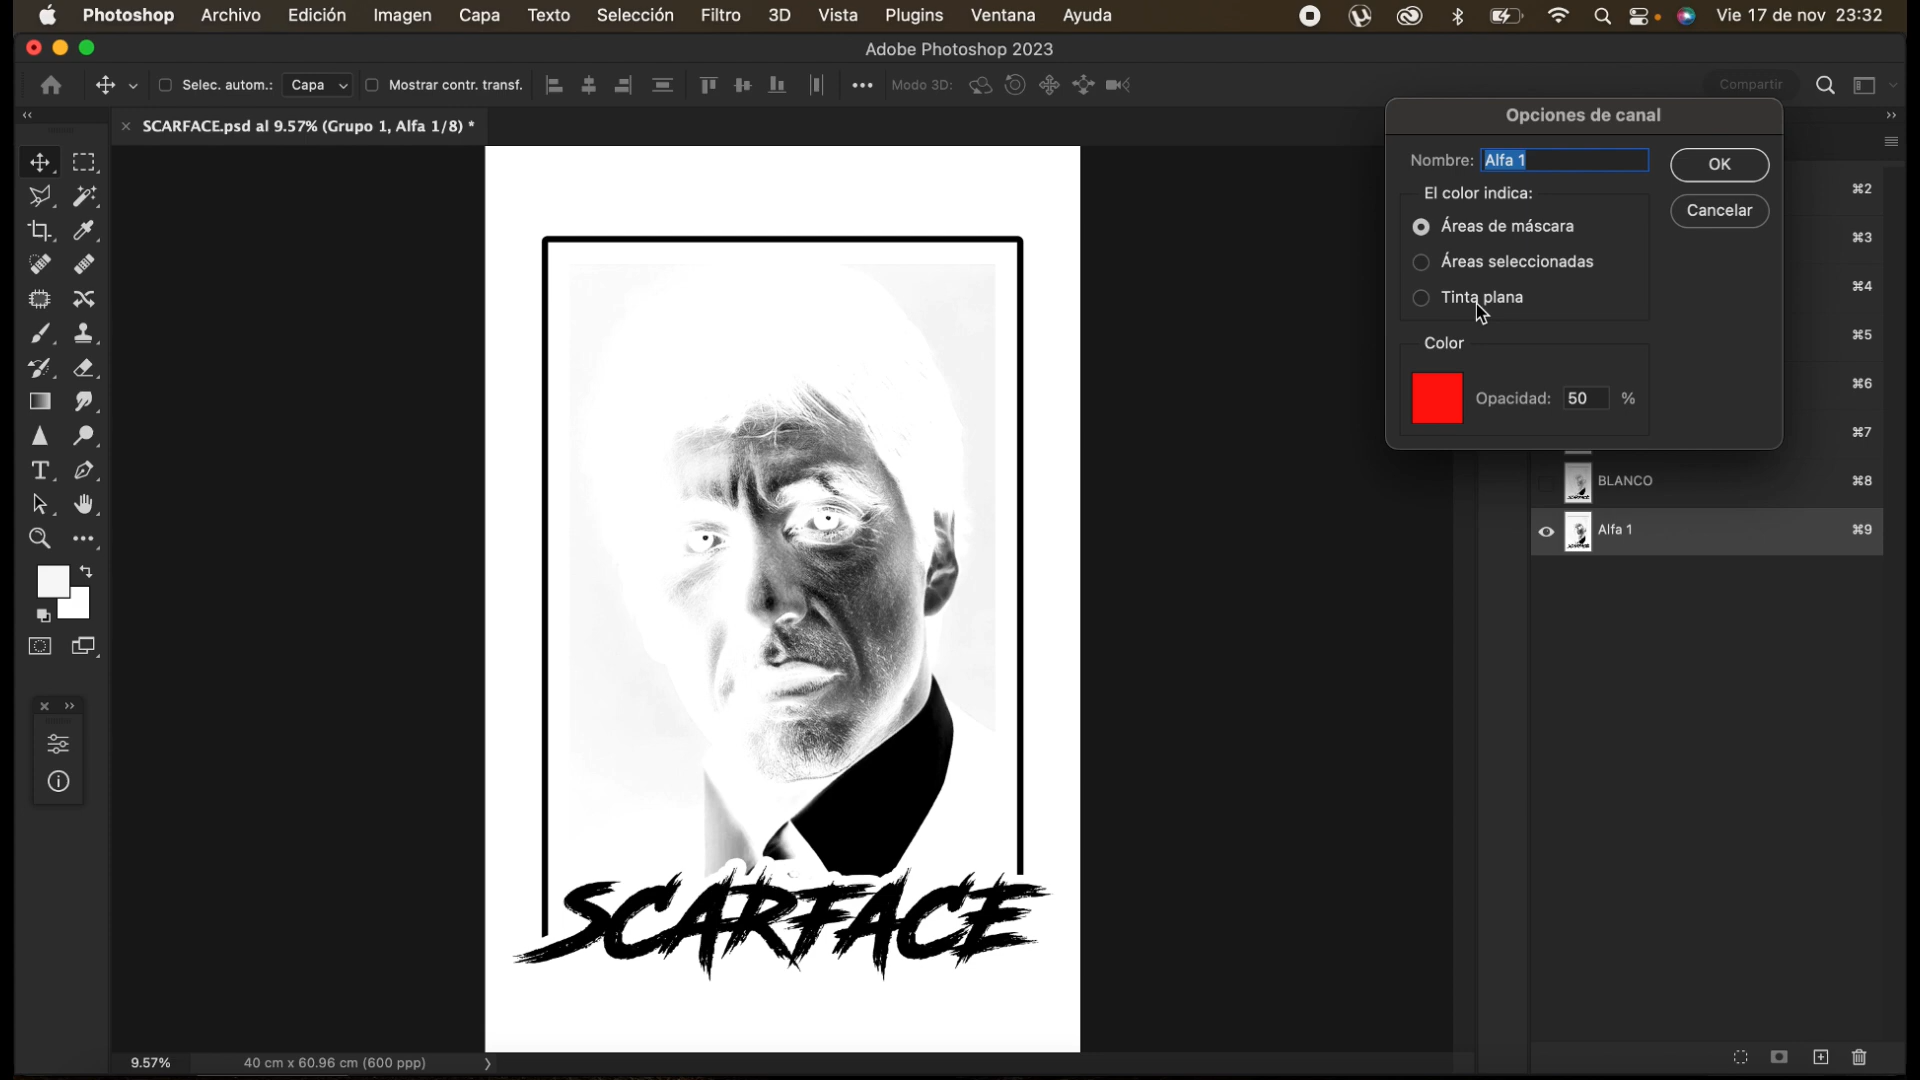 Photoshop Archivo Edición Imagen Capa Texto Selección Filtro 3D Vista Plugins Ventana Ayuda Vie 17 de nov 23:32
Adobe Photoshop 2023
Selec. autom.: Capa Mostrar contr. transf. Modo 3D: Compartir
SCARFACE.psd al 9.57% (Grupo 1, Alfa 1/8) *
Opciones de canal
Nombre: Alfa 1 OK
El color indica:
Áreas de máscara Cancelar
Áreas seleccionadas
Tinta plana
Color
Opacidad: 50 %
⌘2
⌘3
⌘4
⌘5
⌘6
⌘7
BLANCO ⌘8
Alfa 1 ⌘9
SCARFACE
9.57% 40 cm x 60.96 cm (600 ppp)